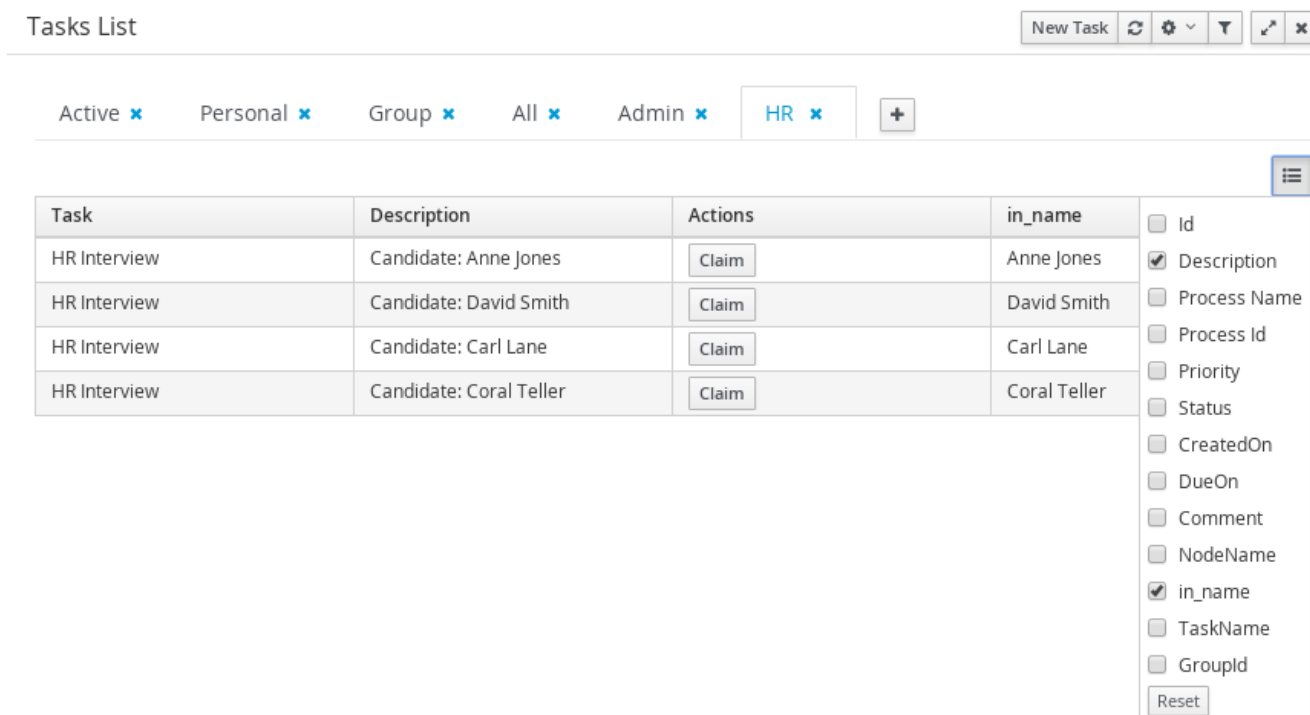 Tasks List
New Task
Active
Personal
Group
All
Admin
HR
Task Description Actions in_name
HR Interview Candidate: Anne Jones Claim Anne Jones
HR Interview Candidate: David Smith Claim David Smith
HR Interview Candidate: Carl Lane Claim Carl Lane
HR Interview Candidate: Coral Teller Claim Coral Teller
Id
Description
Process Name
Process Id
Priority
Status
CreatedOn
DueOn
Comment
NodeName
in_name
TaskName
GroupId
Reset